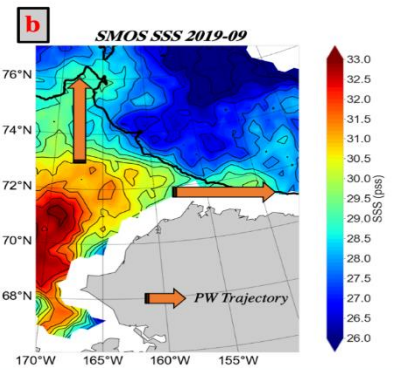 b
SMOS SSS 2019-09
76°N
74°N
72°N
70°N
68°N
170°W
165°W
160°W
155°W
PW Trajectory
33.0
32.5
32.0
31.5
31.0
30.5
30.0
29.5
29.0
28.5
28.0
27.5
27.0
26.5
26.0
SSS (pss)